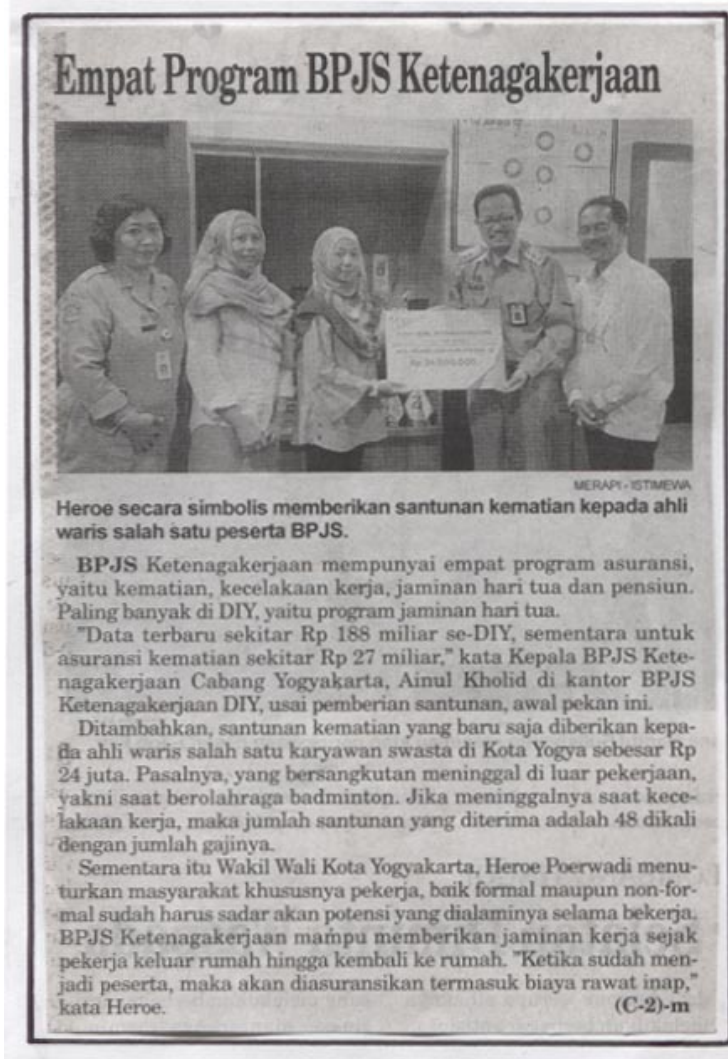 Empat Program BPJS Ketenagakerjaan
Rp 24.000.000,-
MERAPI - ISTIMEWA
Heroe secara simbolis memberikan santunan kematian kepada ahli
waris salah satu peserta BPJS.
BPJS Ketenagakerjaan mempunyai empat program asuransi,
yaitu kematian, kecelakaan kerja, jaminan hari tua dan pensiun.
Paling banyak di DIY, yaitu program jaminan hari tua.
"Data terbaru sekitar Rp 188 miliar se-DIY, sementara untuk
asuransi kematian sekitar Rp 27 miliar," kata Kepala BPJS Kete-
nagakerjaan Cabang Yogyakarta, Ainul Kholid di kantor BPJS
Ketenagakerjaan DIY, usai pemberian santunan, awal pekan ini.
Ditambahkan, santunan kematian yang baru saja diberikan kepa-
da ahli waris salah satu karyawan swasta di Kota Yogya sebesar Rp
24 juta. Pasalnya, yang bersangkutan meninggal di luar pekerjaan,
yakni saat berolahraga badminton. Jika meninggalnya saat kece-
lakaan kerja, maka jumlah santunan yang diterima adalah 48 dikali
dengan jumlah gajinya.
Sementara itu Wakil Wali Kota Yogyakarta, Heroe Poerwadi menu-
turkan masyarakat khususnya pekerja, baik formal maupun non-for-
mal sudah harus sadar akan potensi yang dialaminya selama bekerja.
BPJS Ketenagakerjaan mampu memberikan jaminan kerja sejak
pekerja keluar rumah hingga kembali ke rumah. "Ketika sudah men-
jadi peserta, maka akan diasuransikan termasuk biaya rawat inap,"
kata Heroe. (C-2)-m